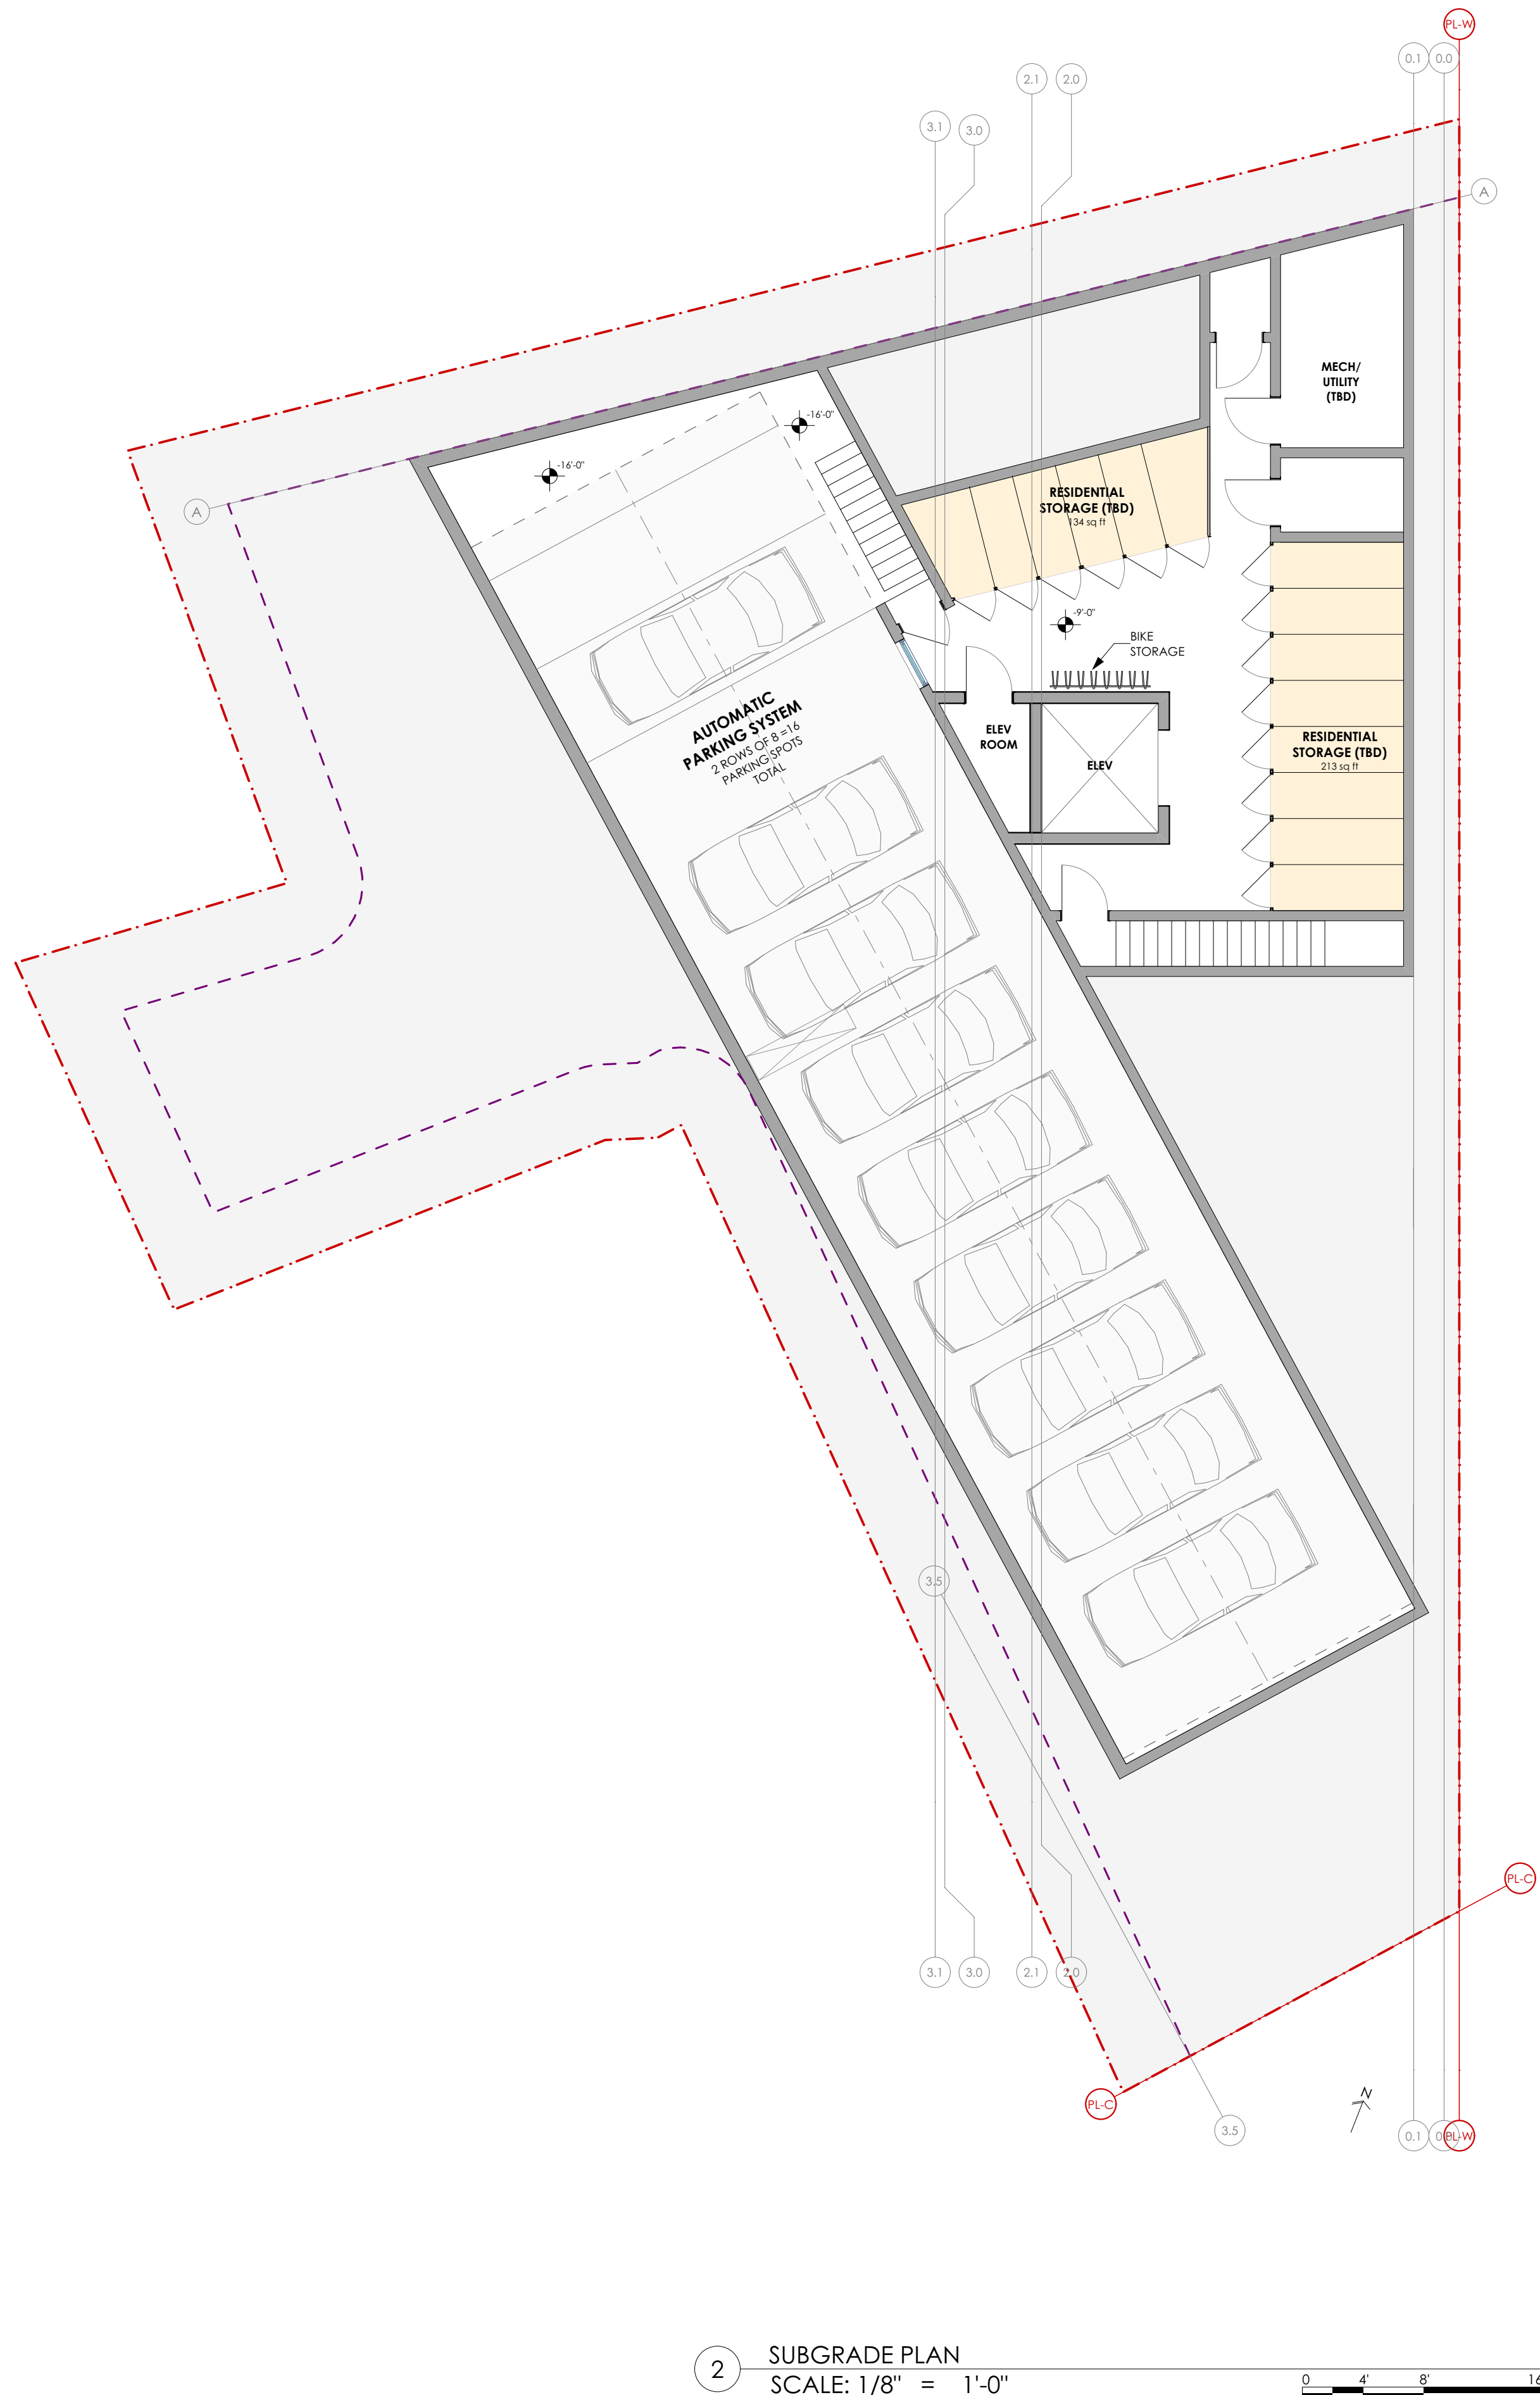 PL-W
0.1
0.0
2.1
2.0
3.1
3.0
A
MECH/
UTILITY
(TBD)
-16'-0"
-16'-0"
RESIDENTIAL
STORAGE (TBD)
134 sq ft
A
-9'-0"
BIKE
STORAGE
AUTOMATIC
PARKING SYSTEM
2 ROWS OF 8 =16
PARKING SPOTS
TOTAL
ELEV
ROOM
ELEV
RESIDENTIAL
STORAGE (TBD)
213 sq ft
3.5
PL-C
3.1
3.0
2.1
2.0
PL-C
N
3.5
0.1
PL-W
2
SUBGRADE PLAN
SCALE: 1/8" = 1'-0"
0
4'
8'